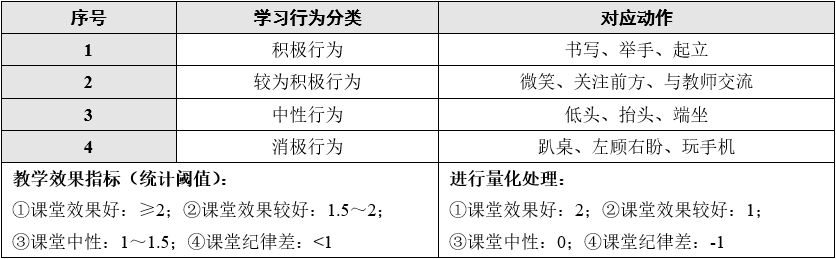 序号 学习行为分类 对应动作
1 积极行为 书写、举手、起立
2 较为积极行为 微笑、关注前方、与教师交流
3 中性行为 低头、抬头、端坐
4 消极行为 趴桌、左顾右盼、玩手机
教学效果指标（统计阈值）：
①课堂效果好：≥2；②课堂效果较好：1.5～2；
③课堂中性：1～1.5；④课堂纪律差：<1
进行量化处理：
①课堂效果好：2；②课堂效果较好：1；
③课堂中性：0；④课堂纪律差：-1